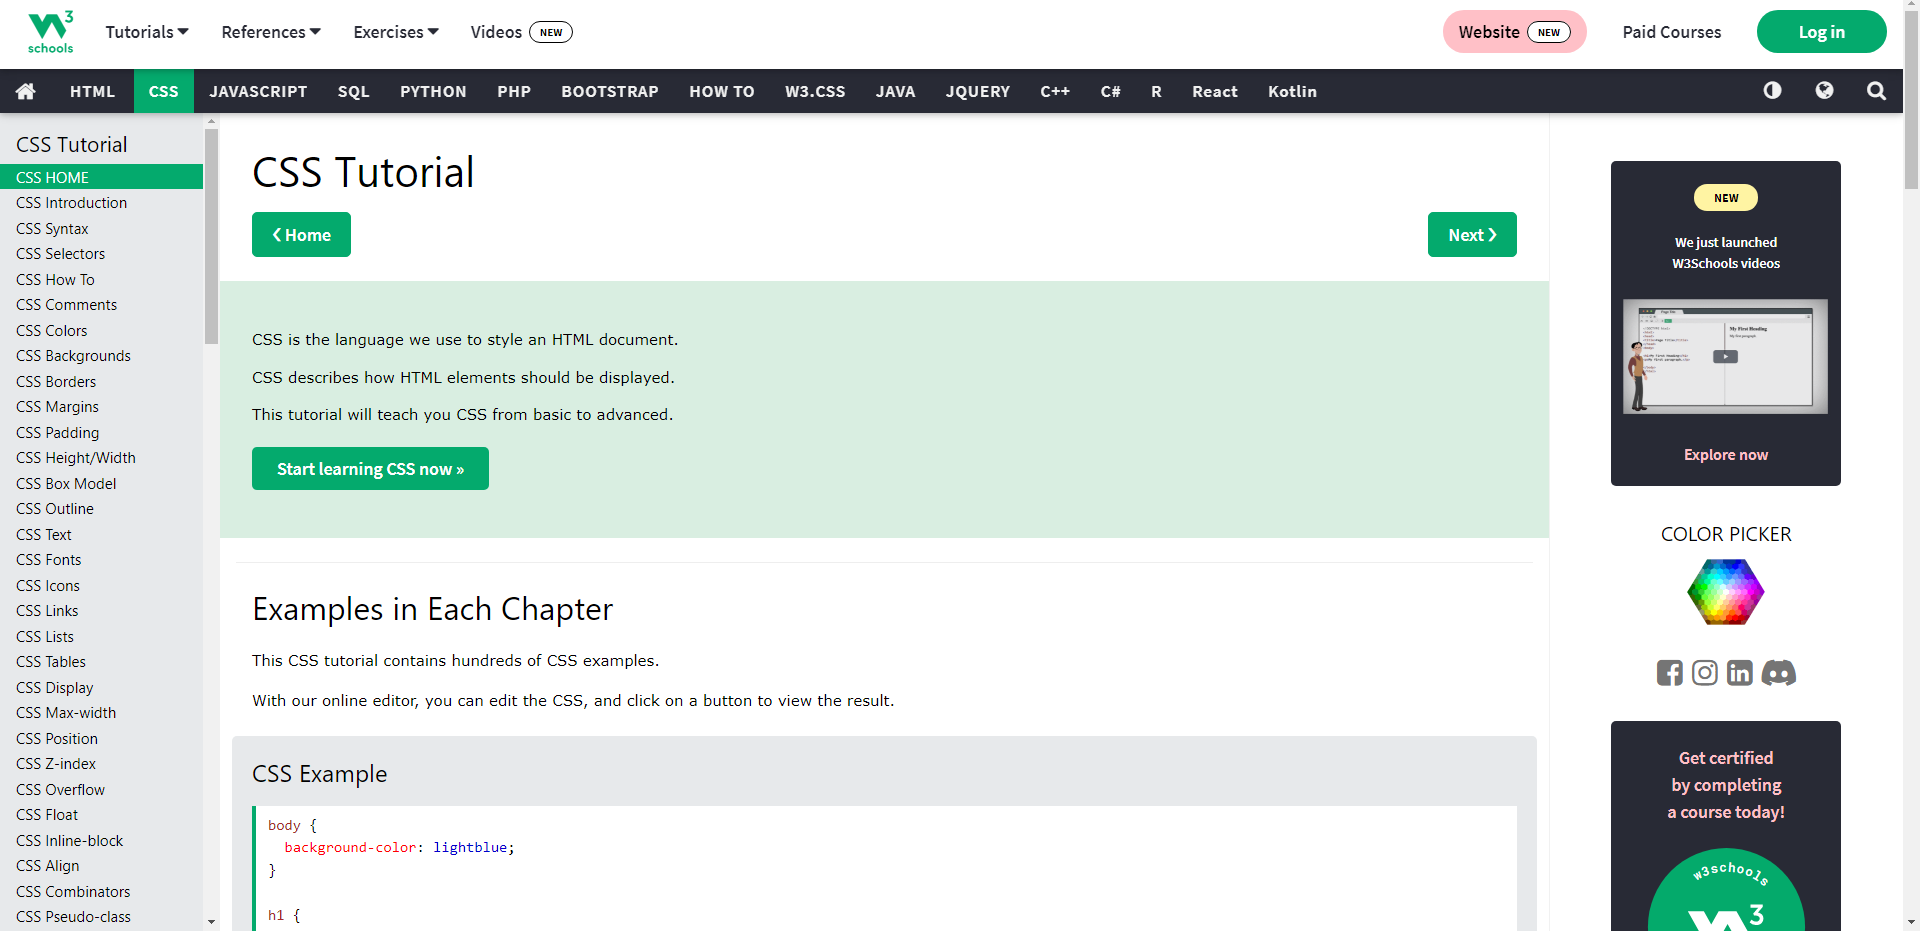 3
schools
Tutorials
References
Exercises
Videos
NEW
Website
NEW
Paid Courses
Log in
HTML
CSS
JAVASCRIPT
SQL
PYTHON
PHP
BOOTSTRAP
HOW TO
W3.CSS
JAVA
JQUERY
C++
C#
R
React
Kotlin
CSS Tutorial
CSS HOME
CSS Introduction
CSS Syntax
CSS Selectors
CSS How To
CSS Comments
CSS Colors
CSS Backgrounds
CSS Borders
CSS Margins
CSS Padding
CSS Height/Width
CSS Box Model
CSS Outline
CSS Text
CSS Fonts
CSS Icons
CSS Links
CSS Lists
CSS Tables
CSS Display
CSS Max-width
CSS Position
CSS Z-index
CSS Overflow
CSS Float
CSS Inline-block
CSS Align
CSS Combinators
CSS Pseudo-class
CSS Tutorial
❮ Home
Next ❯
CSS is the language we use to style an HTML document.
CSS describes how HTML elements should be displayed.
This tutorial will teach you CSS from basic to advanced.
Start learning CSS now »
Examples in Each Chapter
This CSS tutorial contains hundreds of CSS examples.
With our online editor, you can edit the CSS, and click on a button to view the result.
CSS Example
body {
background-color: lightblue;
}
h1 {
NEW
We just launched
W3Schools videos
My First Heading
My first paragraph.
Explore now
COLOR PICKER
Get certified
by completing
a course today!
w3schools
3